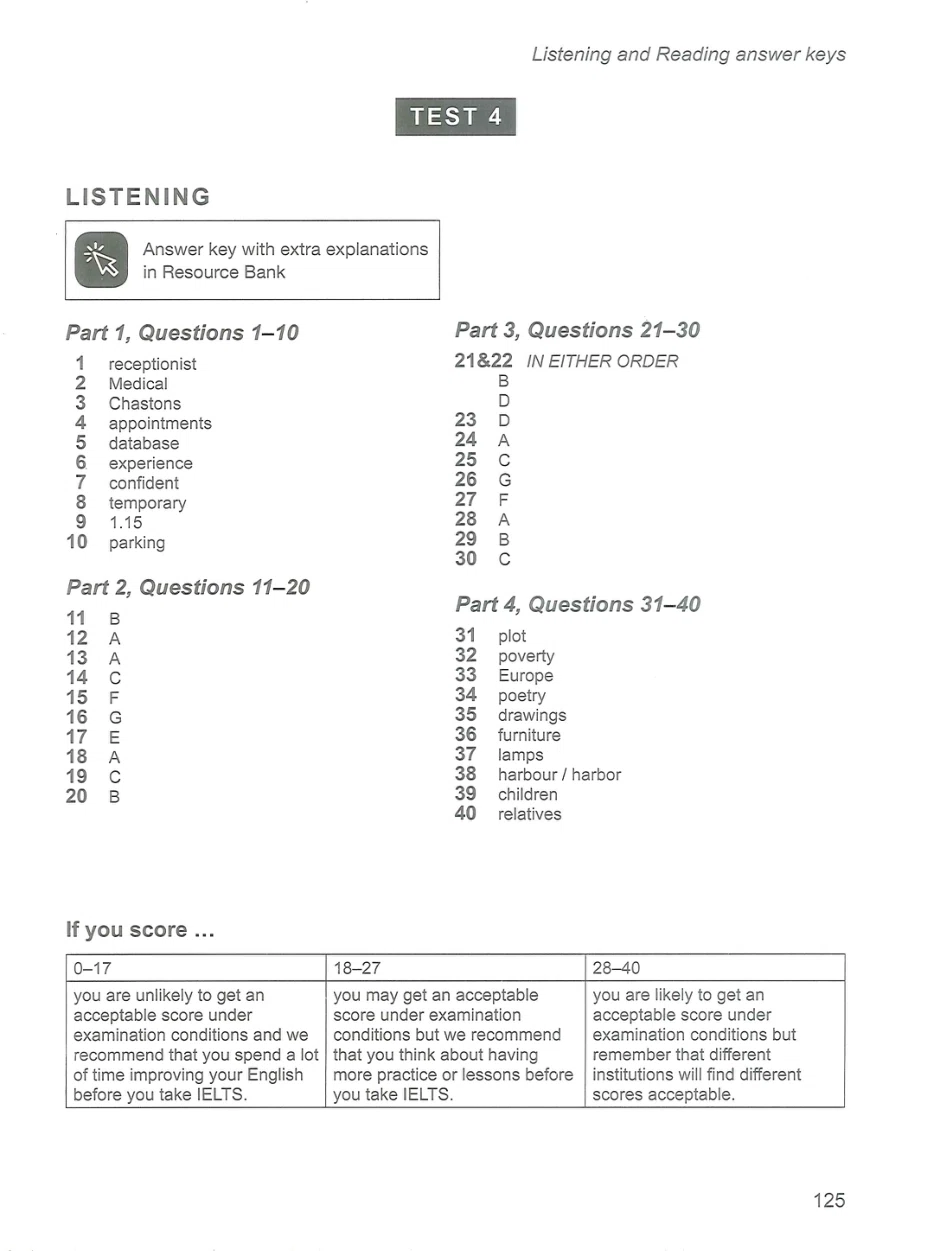 Listening and Reading answer keys
TEST 4
LISTENING
Answer key with extra explanations
in Resource Bank
Part 1, Questions 1–10
1 receptionist
2 Medical
3 Chastons
4 appointments
5 database
6 experience
7 confident
8 temporary
9 1.15
10 parking
Part 2, Questions 11–20
11 B
12 A
13 A
14 C
15 F
16 G
17 E
18 A
19 C
20 B
Part 3, Questions 21–30
21&22 IN EITHER ORDER
B
D
23 D
24 A
25 C
26 G
27 F
28 A
29 B
30 C
Part 4, Questions 31–40
31 plot
32 poverty
33 Europe
34 poetry
35 drawings
36 furniture
37 lamps
38 harbour / harbor
39 children
40 relatives
If you score ...
0–17
you are unlikely to get an
acceptable score under
examination conditions and we
recommend that you spend a lot
of time improving your English
before you take IELTS.
18–27
you may get an acceptable
score under examination
conditions but we recommend
that you think about having
more practice or lessons before
you take IELTS.
28–40
you are likely to get an
acceptable score under
examination conditions but
remember that different
institutions will find different
scores acceptable.
125